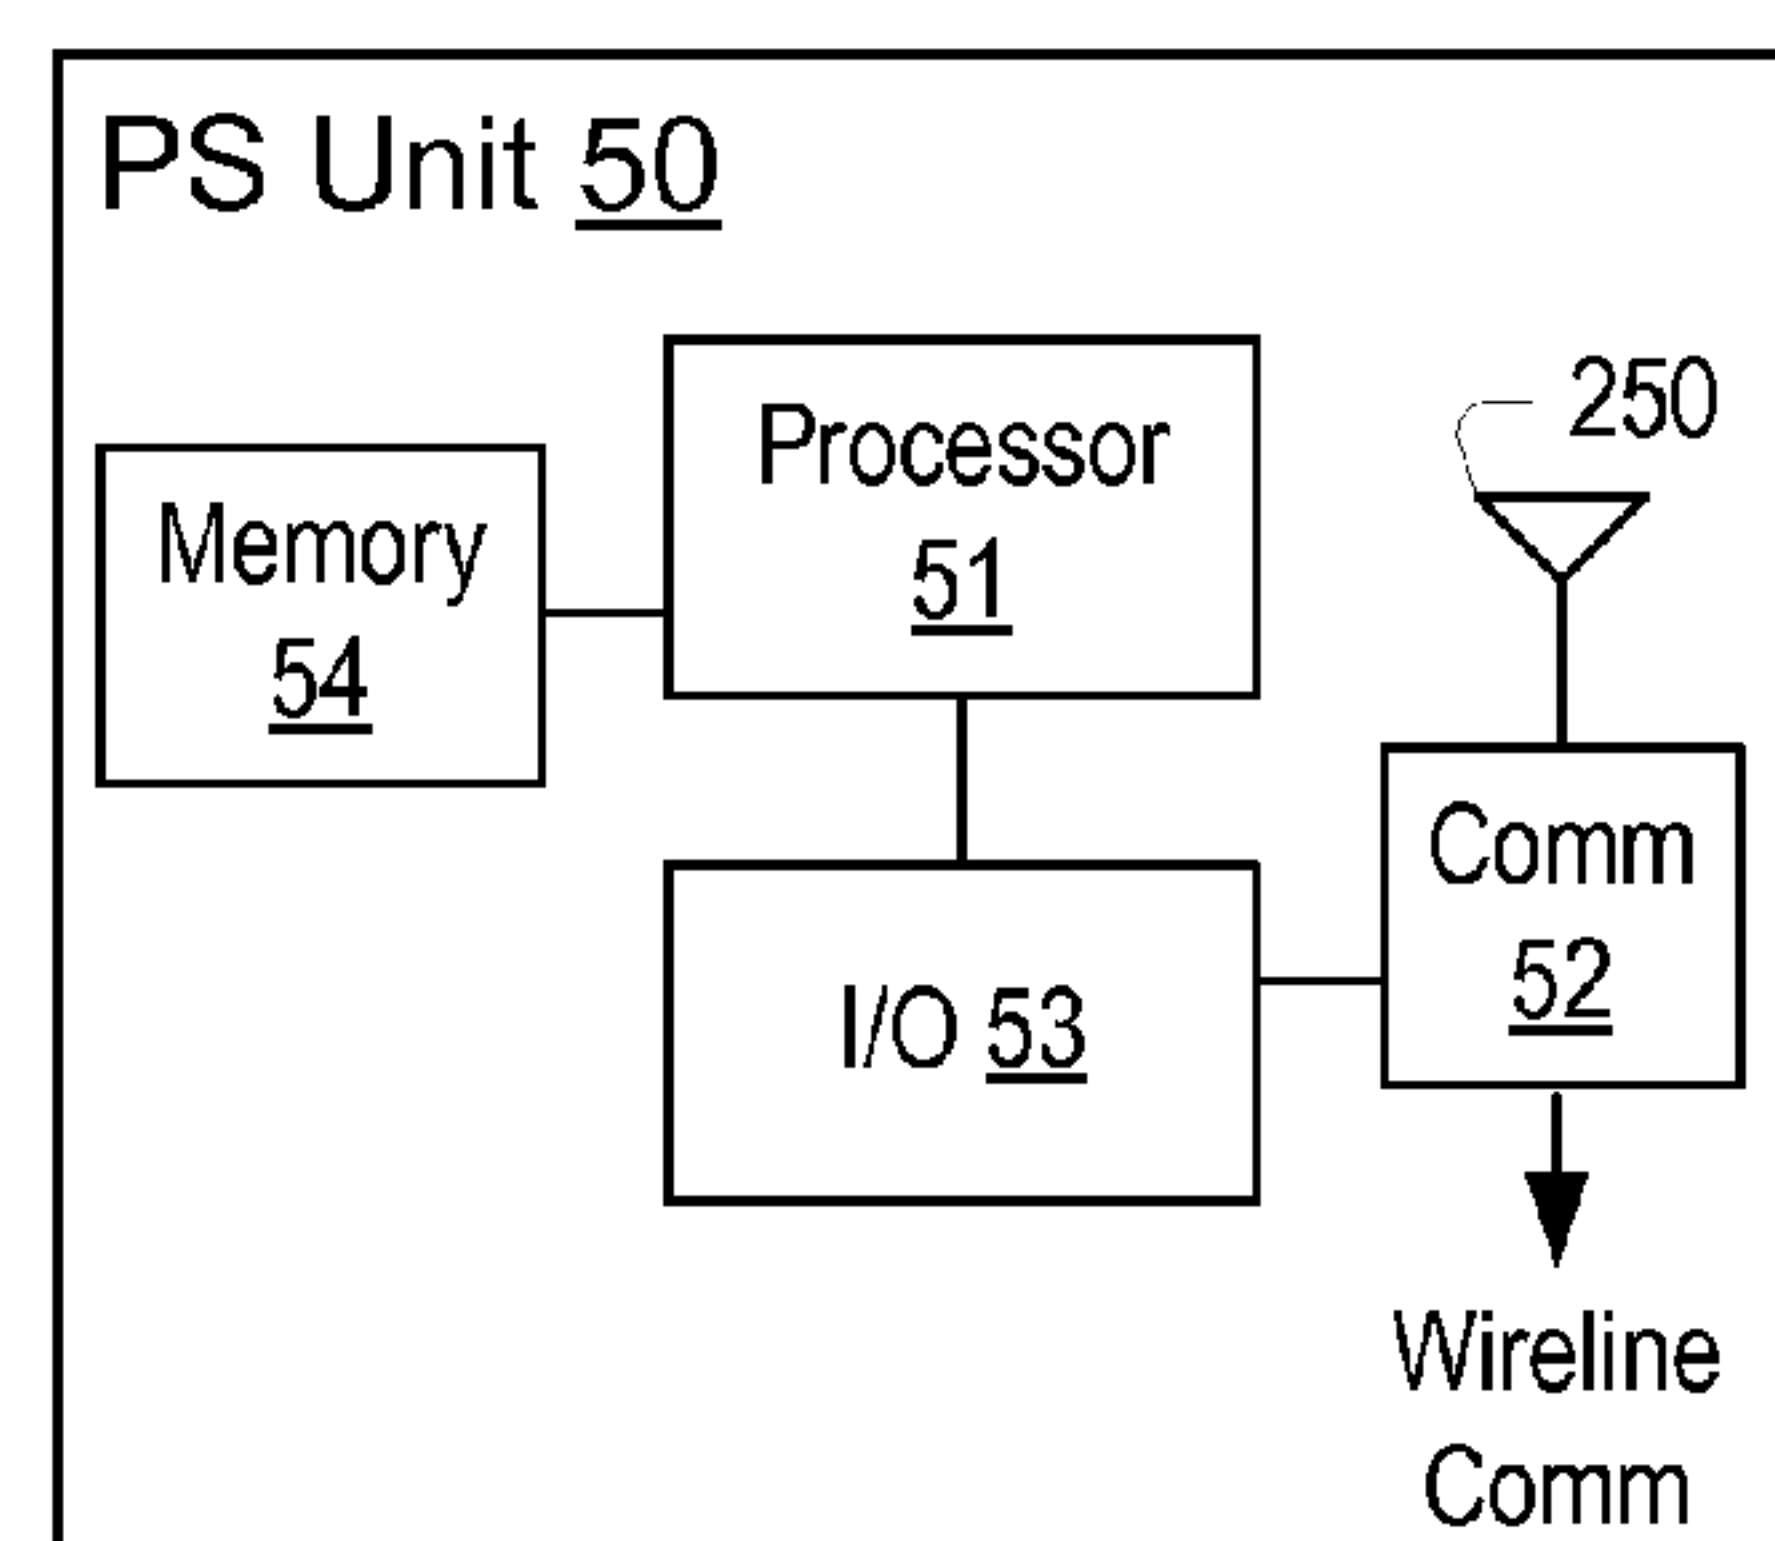 PS Unit 50
Processor
51
250
Memory
54
Comm
52
I/O 53
Wireline
Comm